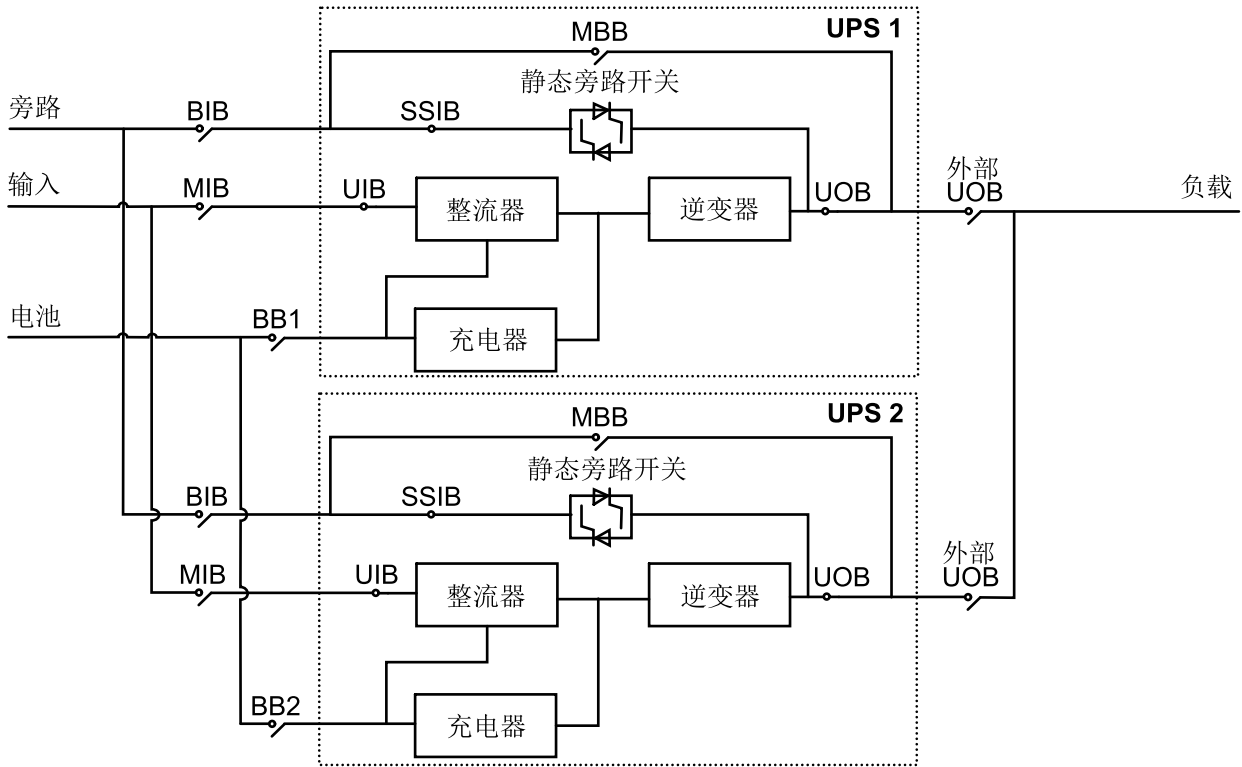 UPS 1
MBB
静态旁路开关
旁路
BIB
SSIB
输入
MIB
UIB
整流器
逆变器
UOB
外部
UOB
负载
电池
BB1
充电器
UPS 2
MBB
静态旁路开关
BIB
SSIB
MIB
UIB
整流器
逆变器
UOB
外部
UOB
BB2
充电器